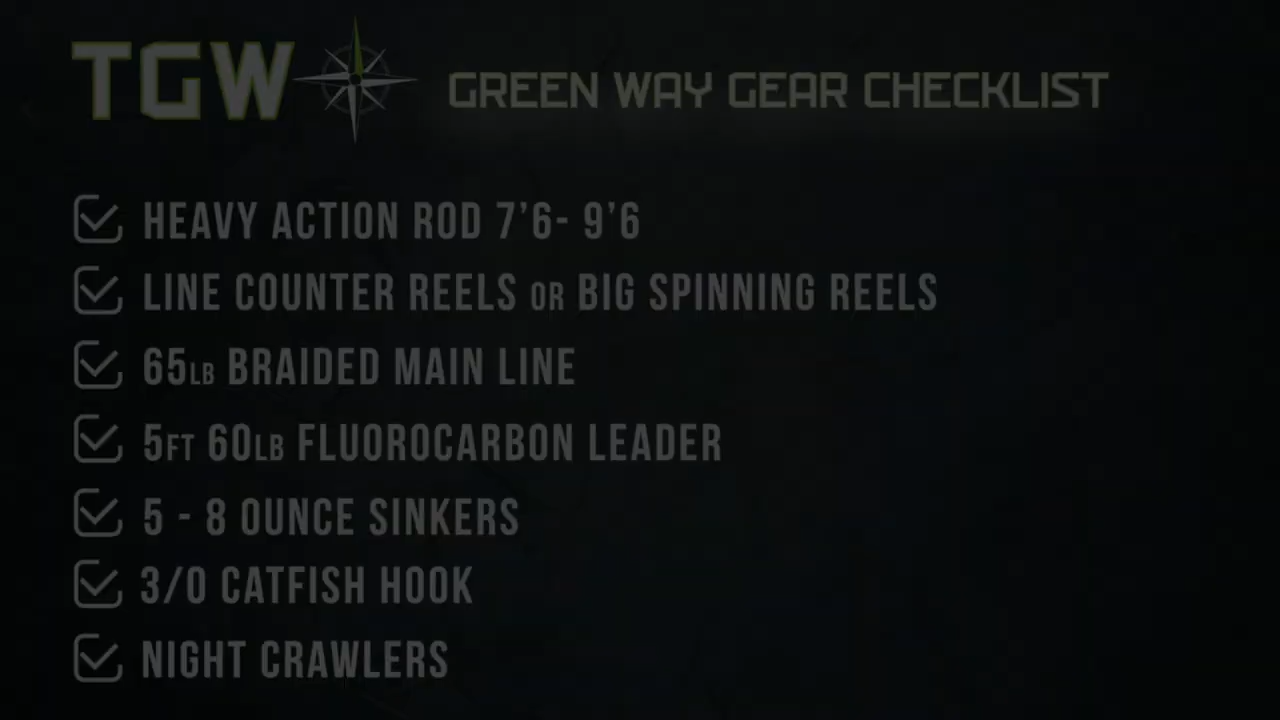 TGW GREEN WAY GEAR CHECKLIST
HEAVY ACTION ROD 7'6- 9'6
LINE COUNTER REELS OR BIG SPINNING REELS
65LB BRAIDED MAIN LINE
5FT 60LB FLUOROCARBON LEADER
5 - 8 OUNCE SINKERS
3/0 CATFISH HOOK
NIGHT CRAWLERS